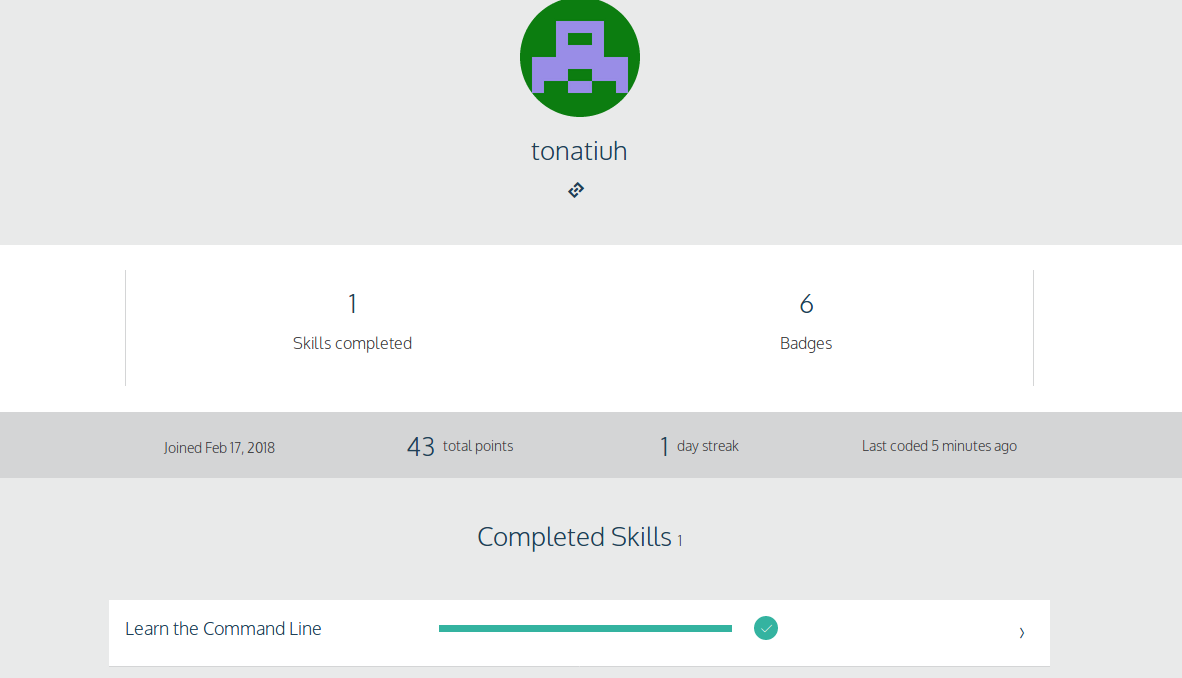 tonatiuh
1
Skills completed
6
Badges
Joined Feb 17, 2018
43 total points
1 day streak
Last coded 5 minutes ago
Completed Skills 1
Learn the Command Line